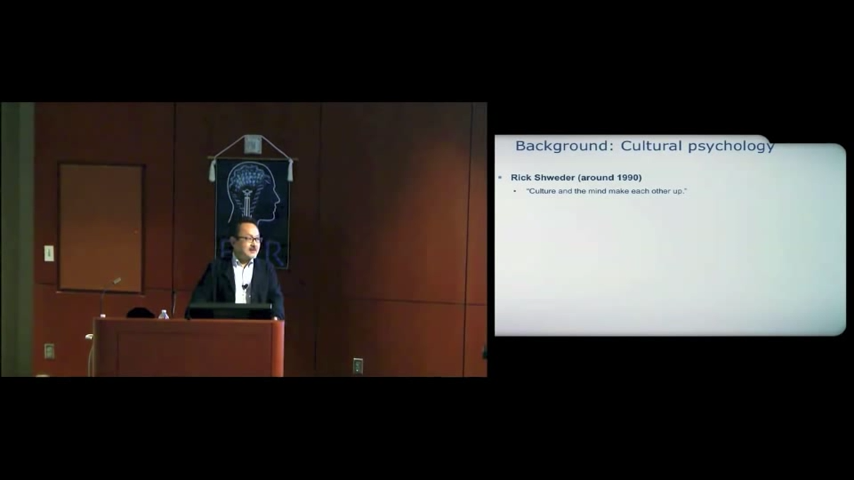 Background: Cultural psychology
Rick Shweder (around 1990)
"Culture and the mind make each other up."